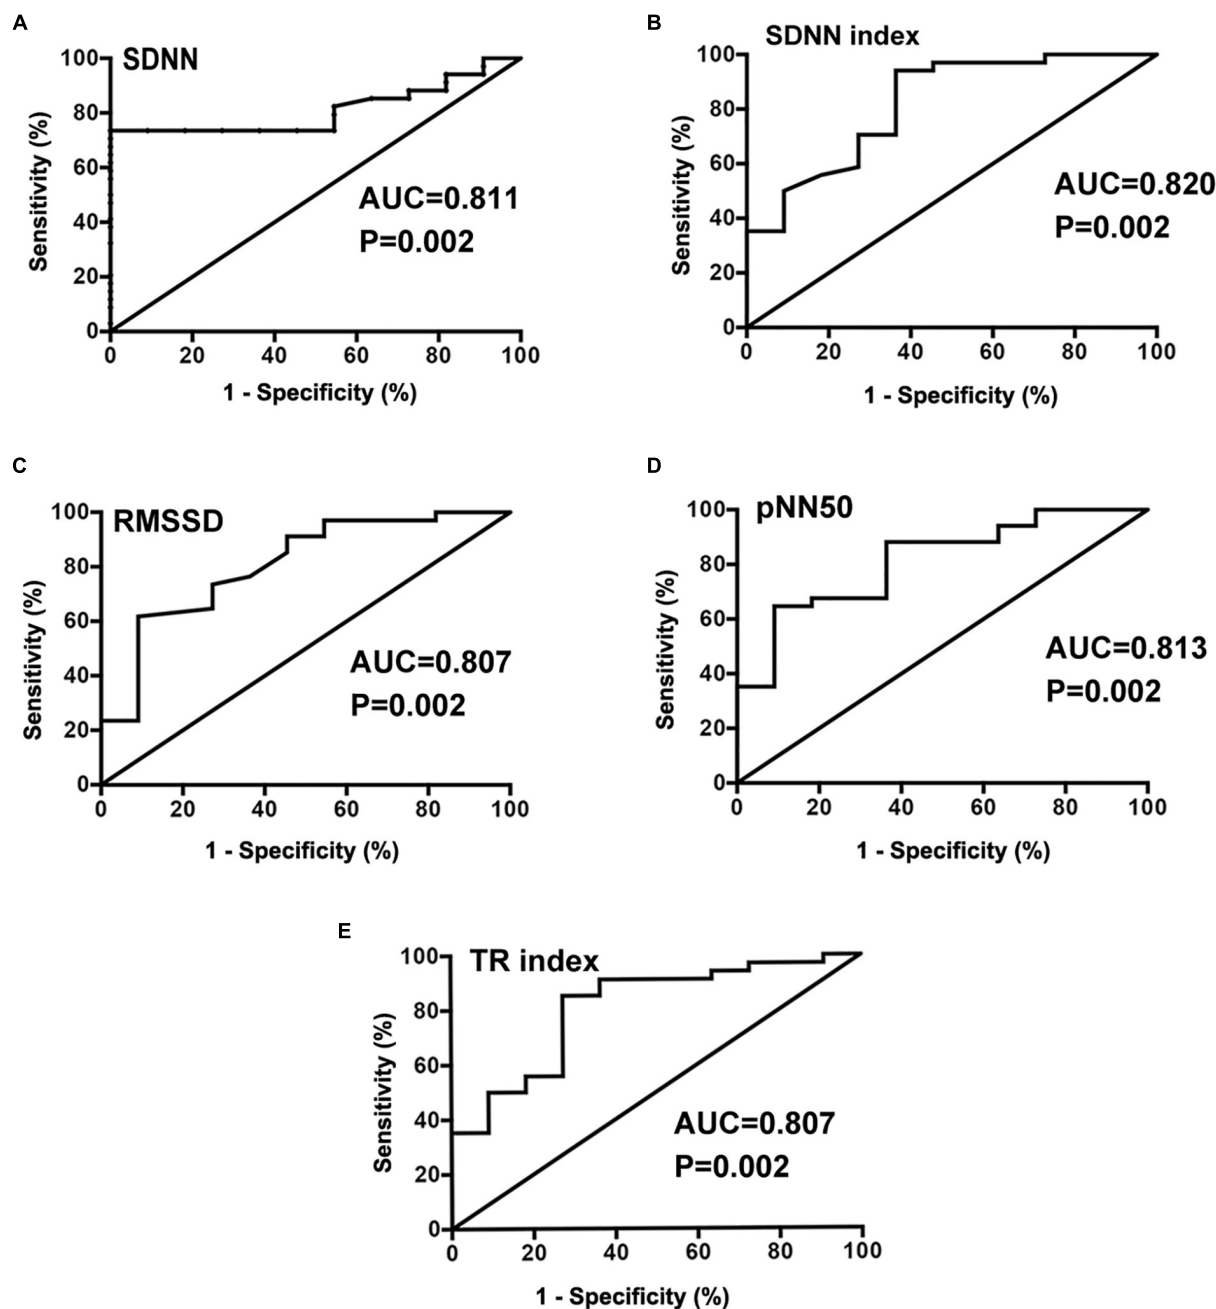 A
SDNN
100
80
60
40
20
0
Sensitivity (%)
AUC=0.811
P=0.002
0 20 40 60 80 100
1 - Specificity (%)
B
SDNN index
100
80
60
40
20
0
Sensitivity (%)
AUC=0.820
P=0.002
0 20 40 60 80 100
1 - Specificity (%)
C
RMSSD
100
80
60
40
20
0
Sensitivity (%)
AUC=0.807
P=0.002
0 20 40 60 80 100
1 - Specificity (%)
D
pNN50
100
80
60
40
20
0
Sensitivity (%)
AUC=0.813
P=0.002
0 20 40 60 80 100
1 - Specificity (%)
E
TR index
100
80
60
40
20
0
Sensitivity (%)
AUC=0.807
P=0.002
0 20 40 60 80 100
1 - Specificity (%)